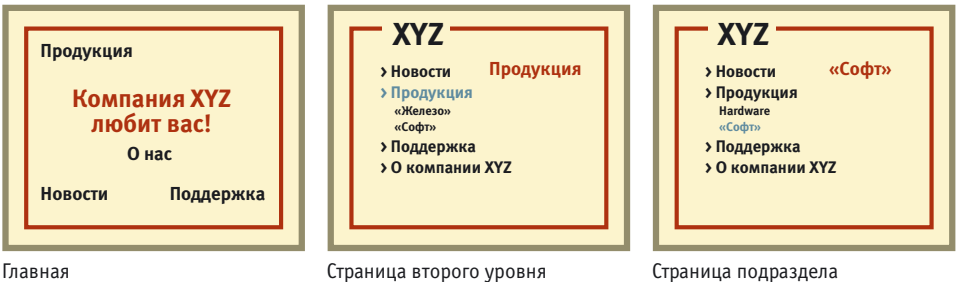 Продукция
Компания XYZ
любит вас!
О нас
Новости Поддержка
Главная
XYZ
› Новости
Продукция
› Продукция
«Железо»
«Софт»
› Поддержка
› О компании XYZ
Страница второго уровня
XYZ
› Новости
«Софт»
› Продукция
Hardware
«Софт»
› Поддержка
› О компании XYZ
Страница подраздела